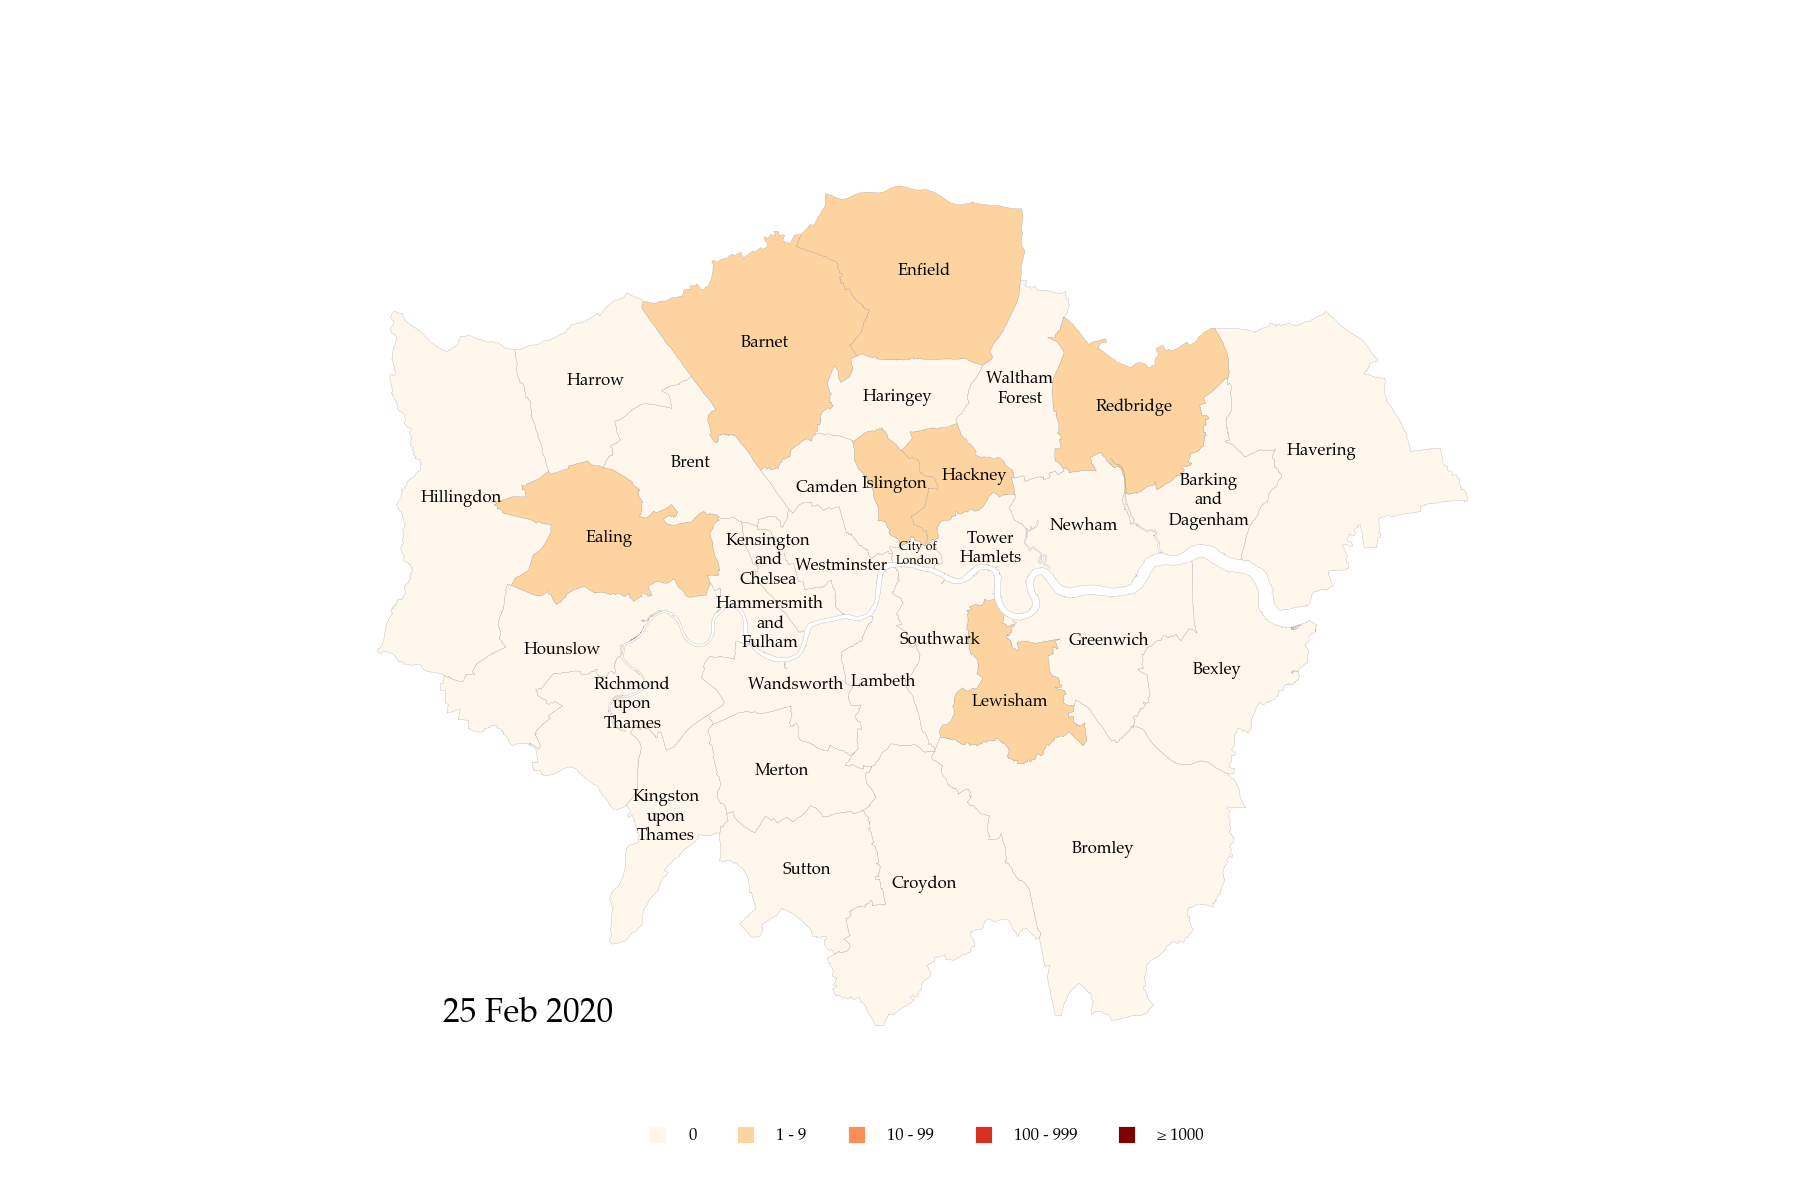 Enfield
Barnet
Harrow
Haringey
Waltham
Forest
Redbridge
Havering
Brent
Hillingdon
Camden
Islington
Hackney
Barking
and
Dagenham
Ealing
Newham
Kensington
and
Chelsea
Westminster
City of
London
Tower
Hamlets
Hammersmith
and
Fulham
Hounslow
Southwark
Greenwich
Bexley
Richmond
upon
Thames
Wandsworth
Lambeth
Lewisham
Merton
Kingston
upon
Thames
Sutton
Croydon
Bromley
25 Feb 2020
0 1 - 9 10 - 99 100 - 999 ≥ 1000